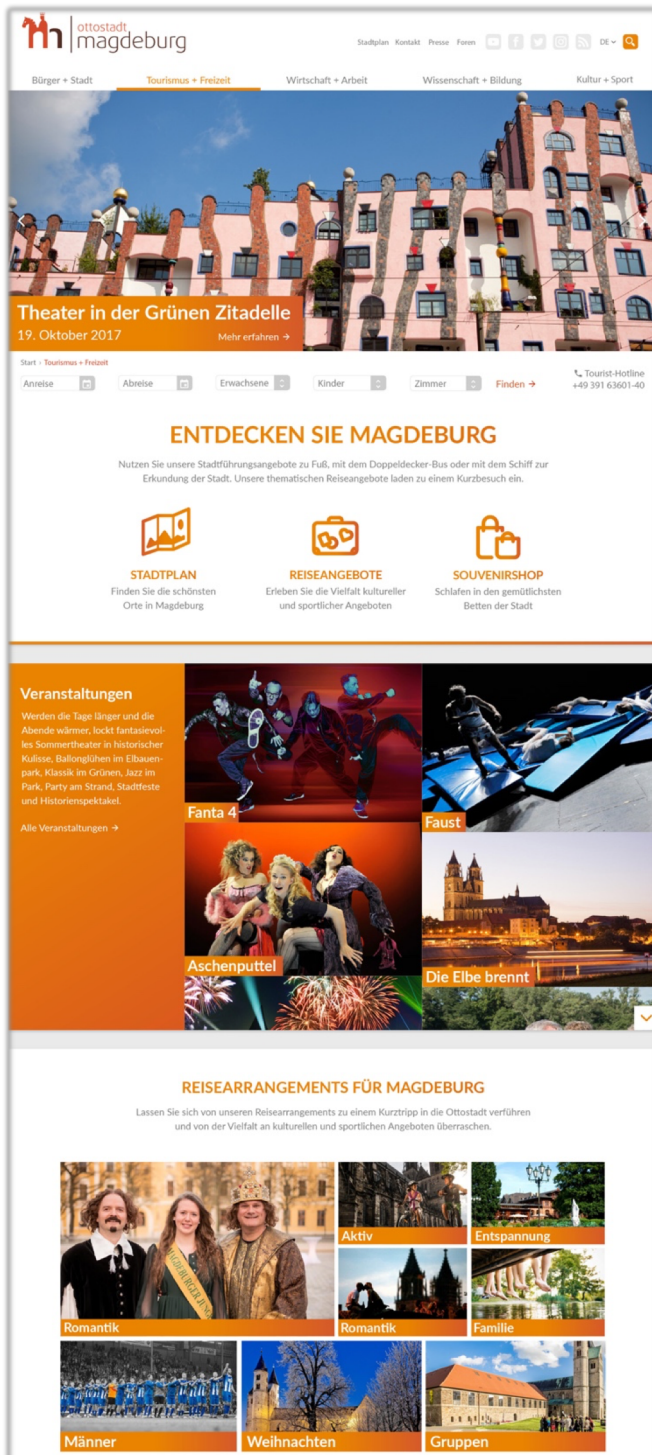 ottostadt
magdeburg
Stadtplan Kontakt Presse Foren DE
Bürger + Stadt Tourismus + Freizeit Wirtschaft + Arbeit Wissenschaft + Bildung Kultur + Sport
Theater in der Grünen Zitadelle
19. Oktober 2017 Mehr erfahren →
Start › Tourismus + Freizeit
Anreise Abreise Erwachsene Kinder Zimmer Finden →
Tourist-Hotline
+49 391 63601-40
ENTDECKEN SIE MAGDEBURG
Nutzen Sie unsere Stadtführungsangebote zu Fuß, mit dem Doppeldecker-Bus oder mit dem Schiff zur
Erkundung der Stadt. Unsere thematischen Reiseangebote laden zu einem Kurzbesuch ein.
STADTPLAN
Finden Sie die schönsten
Orte in Magdeburg
REISEANGEBOTE
Erleben Sie die Vielfalt kultureller
und sportlicher Angeboten
SOUVENIRSHOP
Schlafen in den gemütlichsten
Betten der Stadt
Veranstaltungen
Werden die Tage länger und die
Abende wärmer, lockt fantasievol-
les Sommertheater in historischer
Kulisse, Ballonglühen im Elbauen-
park, Klassik im Grünen, Jazz im
Park, Party am Strand, Stadtfeste
und Historienspektakel.
Alle Veranstaltungen →
Fanta 4
Faust
Aschenputtel
Die Elbe brennt
REISEARRANGEMENTS FÜR MAGDEBURG
Lassen Sie sich von unseren Reisearrangements zu einem Kurztripp in die Ottostadt verführen
und von der Vielfalt an kulturellen und sportlichen Angeboten überraschen.
Romantik
Aktiv
Entspannung
Romantik
Familie
Männer
Weihnachten
Gruppen